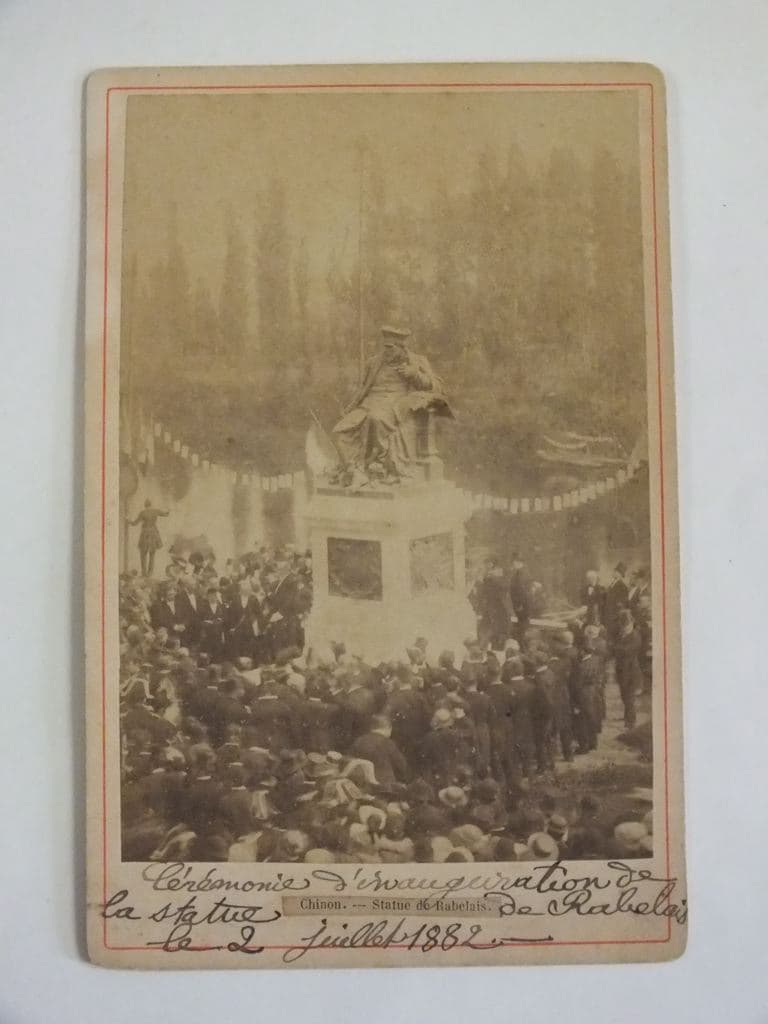 Cérémonie d'inauguration de
la statue de Rabelais
Chinon. — Statue de Rabelais.
le 2 juillet 1882.—